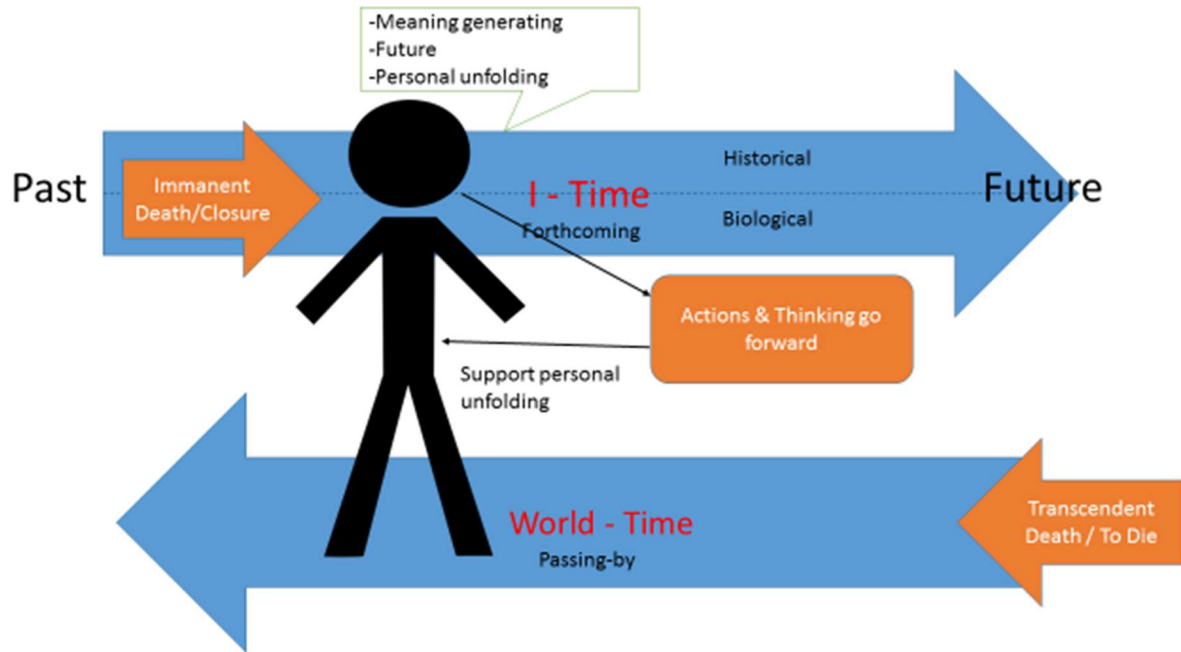 -Meaning generating
-Future
-Personal unfolding
Historical
Past
Immanent
Death/Closure
I - Time
Future
Forthcoming
Biological
Actions & Thinking go
forward
Support personal
unfolding
World - Time
Passing-by
Transcendent
Death / To Die